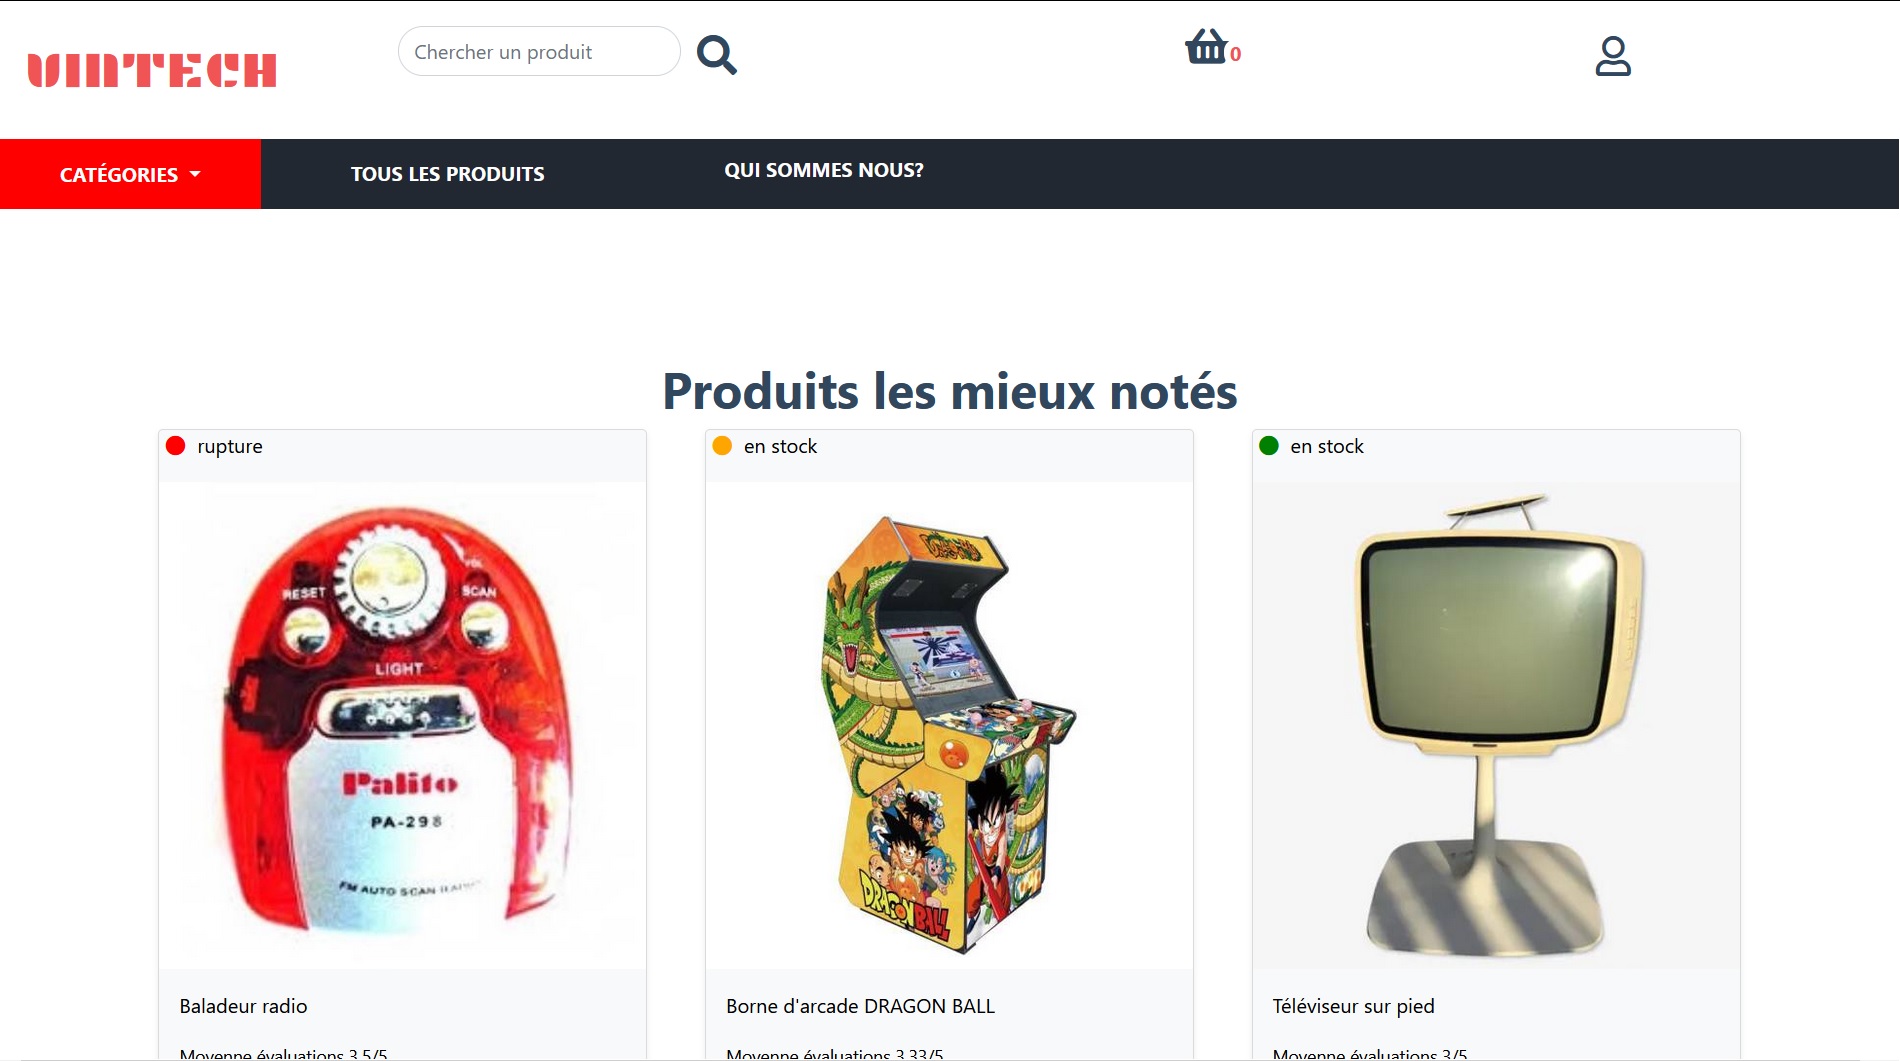 VINTECH
Chercher un produit
0
CATÉGORIES
TOUS LES PRODUITS
QUI SOMMES NOUS?
Produits les mieux notés
rupture
en stock
en stock
RESET
VOL
SCAN
LIGHT
Palito
PA-298
FM AUTO SCAN RADIO
DRAGON BALL
Baladeur radio
Borne d'arcade DRAGON BALL
Téléviseur sur pied
Moyenne évaluations 3.5/5
Moyenne évaluations 3.33/5
Moyenne évaluations 3/5